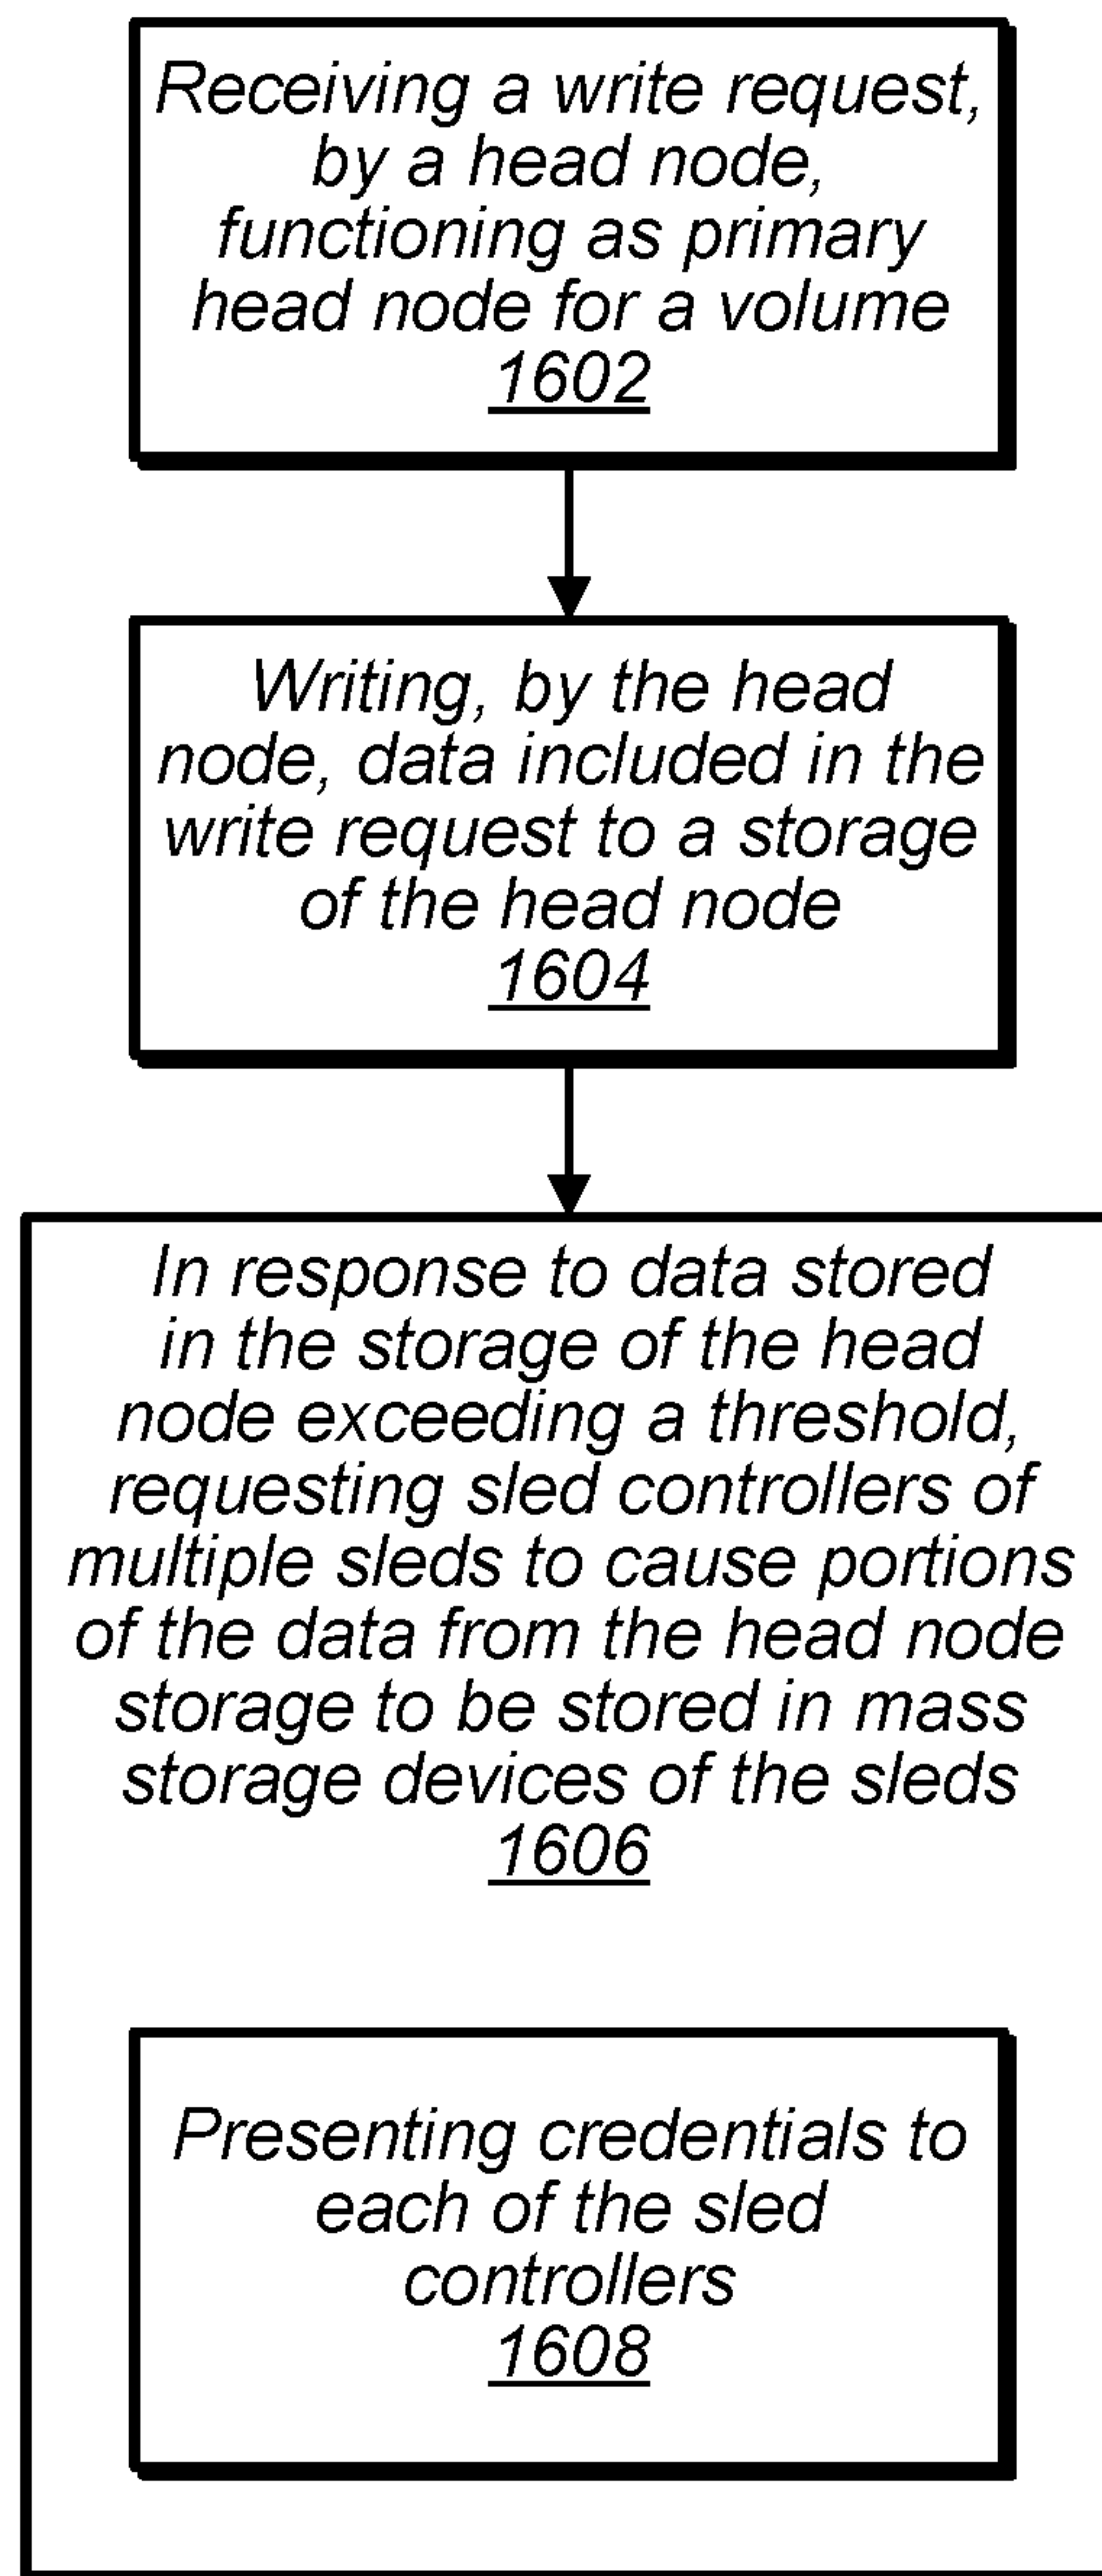 Receiving a write request,
by a head node,
functioning as primary
head node for a volume
1602
Writing, by the head
node, data included in the
write request to a storage
of the head node
1604
In response to data stored
in the storage of the head
node exceeding a threshold,
requesting sled controllers of
multiple sleds to cause portions
of the data from the head node
storage to be stored in mass
storage devices of the sleds
1606
Presenting credentials to
each of the sled
controllers
1608